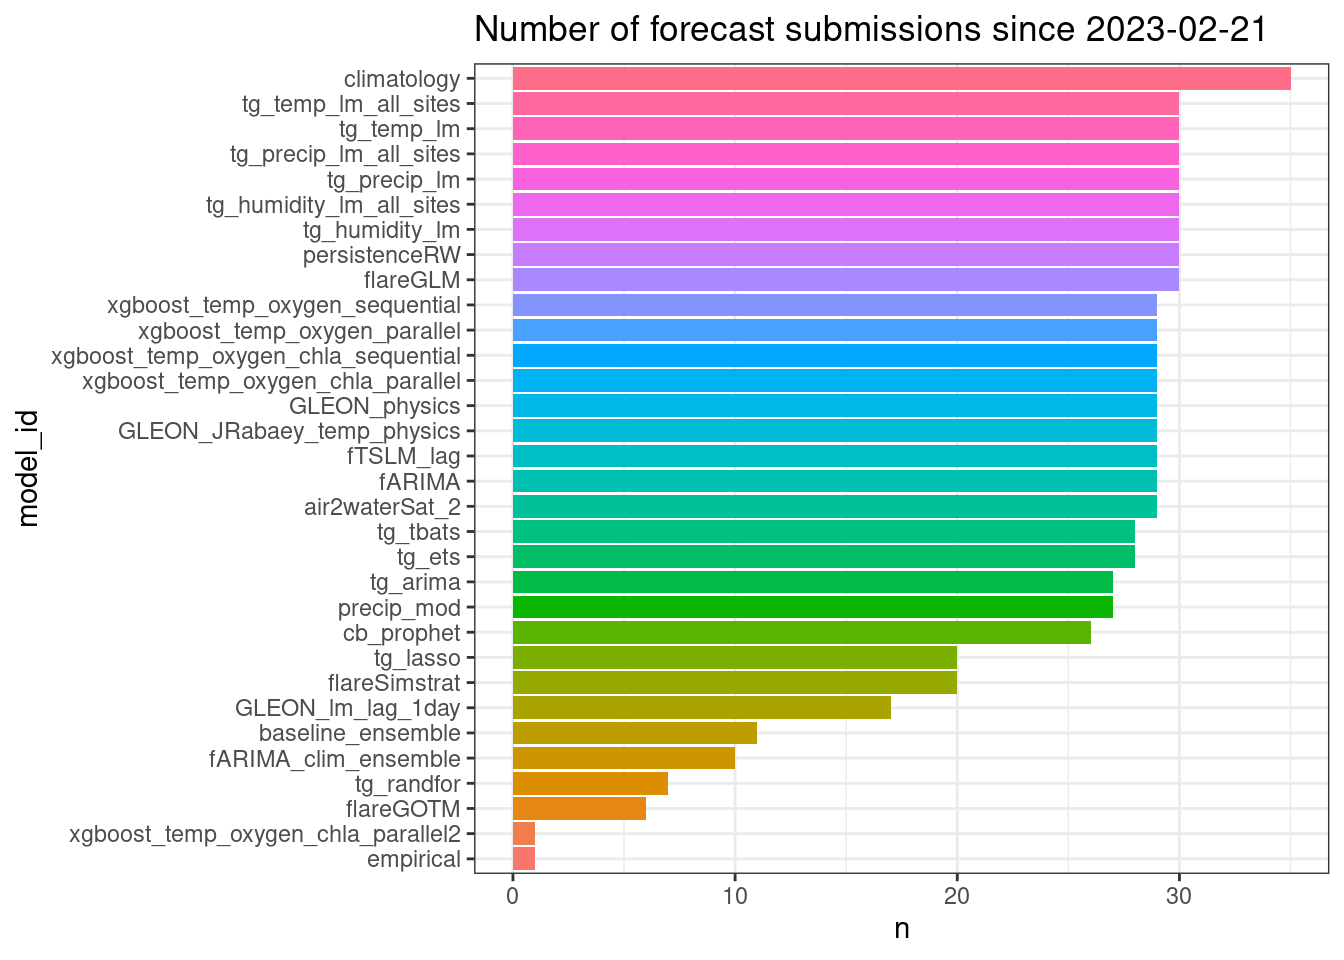 Number of forecast submissions since 2023-02-21
climatology
tg_temp_lm_all_sites
tg_temp_lm
tg_precip_lm_all_sites
tg_precip_lm
tg_humidity_lm_all_sites
tg_humidity_lm
persistenceRW
flareGLM
xgboost_temp_oxygen_sequential
xgboost_temp_oxygen_parallel
xgboost_temp_oxygen_chla_sequential
xgboost_temp_oxygen_chla_parallel
GLEON_physics
GLEON_JRabaey_temp_physics
fTSLM_lag
fARIMA
air2waterSat_2
tg_tbats
tg_ets
tg_arima
precip_mod
cb_prophet
tg_lasso
flareSimstrat
GLEON_lm_lag_1day
baseline_ensemble
fARIMA_clim_ensemble
tg_randfor
flareGOTM
xgboost_temp_oxygen_chla_parallel2
empirical
model_id
0 10 20 30
n